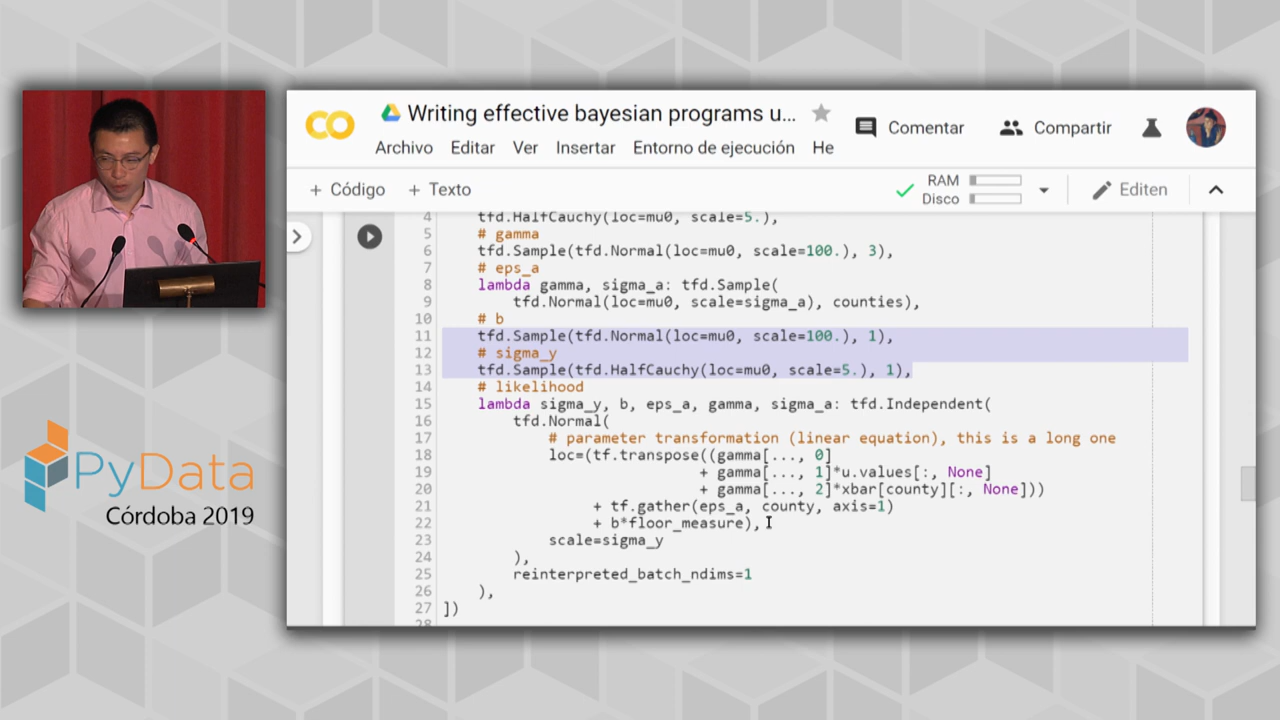 CO Writing effective bayesian programs u...
Comentar
Compartir
Archivo Editar Ver Insertar Entorno de ejecución He
+ Código + Texto
RAM
Disco
Editen
4 tfd.HalfCauchy(loc=mu0, scale=5.),
5 # gamma
6 tfd.Sample(tfd.Normal(loc=mu0, scale=100.), 3),
7 # eps_a
8 lambda gamma, sigma_a: tfd.Sample(
9 tfd.Normal(loc=mu0, scale=sigma_a), counties),
10 # b
11 tfd.Sample(tfd.Normal(loc=mu0, scale=100.), 1),
12 # sigma_y
13 tfd.Sample(tfd.HalfCauchy(loc=mu0, scale=5.), 1),
14 # likelihood
15 lambda sigma_y, b, eps_a, gamma, sigma_a: tfd.Independent(
16 tfd.Normal(
17 # parameter transformation (linear equation), this is a long one
18 loc=(tf.transpose((gamma[..., 0]
19 + gamma[..., 1]*u.values[:, None]
20 + gamma[..., 2]*xbar[county][:, None]))
21 + tf.gather(eps_a, county, axis=1)
22 + b*floor_measure),
23 scale=sigma_y
24 ),
25 reinterpreted_batch_ndims=1
26 ),
27 ])
28
PyData
Córdoba 2019